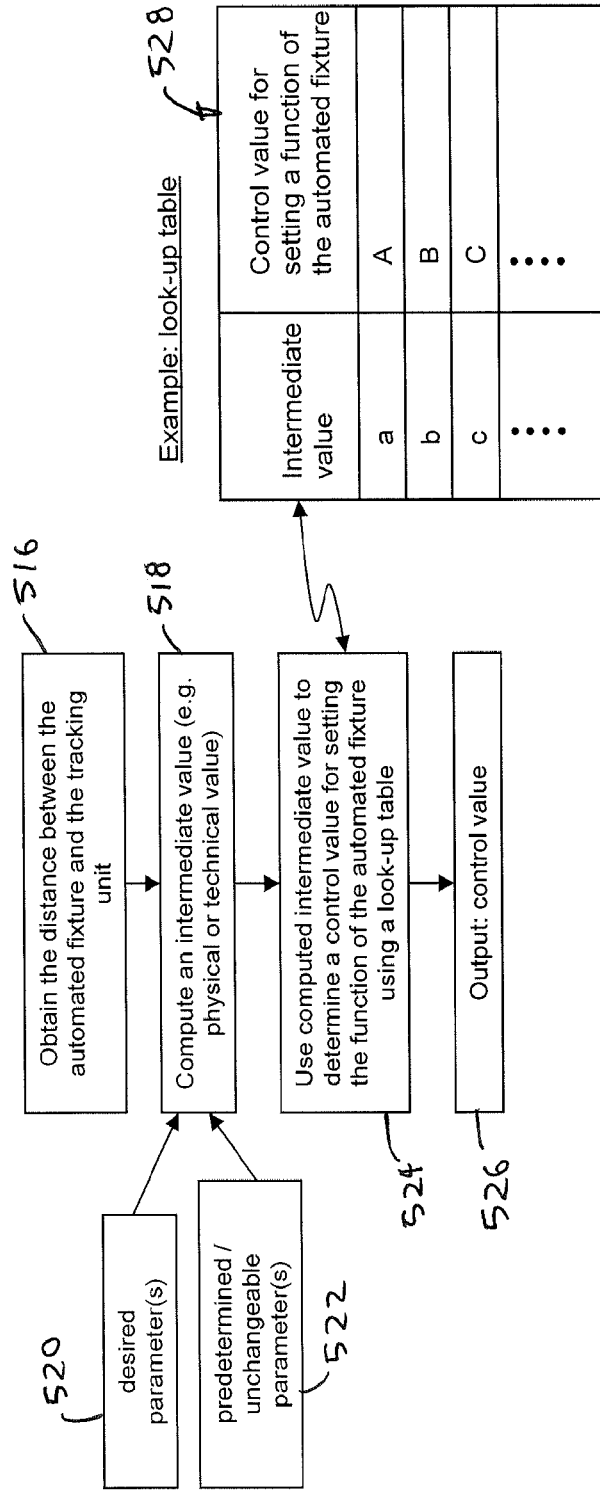 516
Obtain the distance between the
automated fixture and the tracking
unit
518
Compute an intermediate value (e.g.
physical or technical value)
520
desired
parameter(s)
predetermined /
unchangeable
parameter(s)
522
Use computed intermediate value to
determine a control value for setting
the function of the automated fixture
using a look-up table
524
Output: control value
526
Example: look-up table
528
Intermediate
value
Control value for
setting a function of
the automated fixture
a
A
b
B
c
C
••••
••••